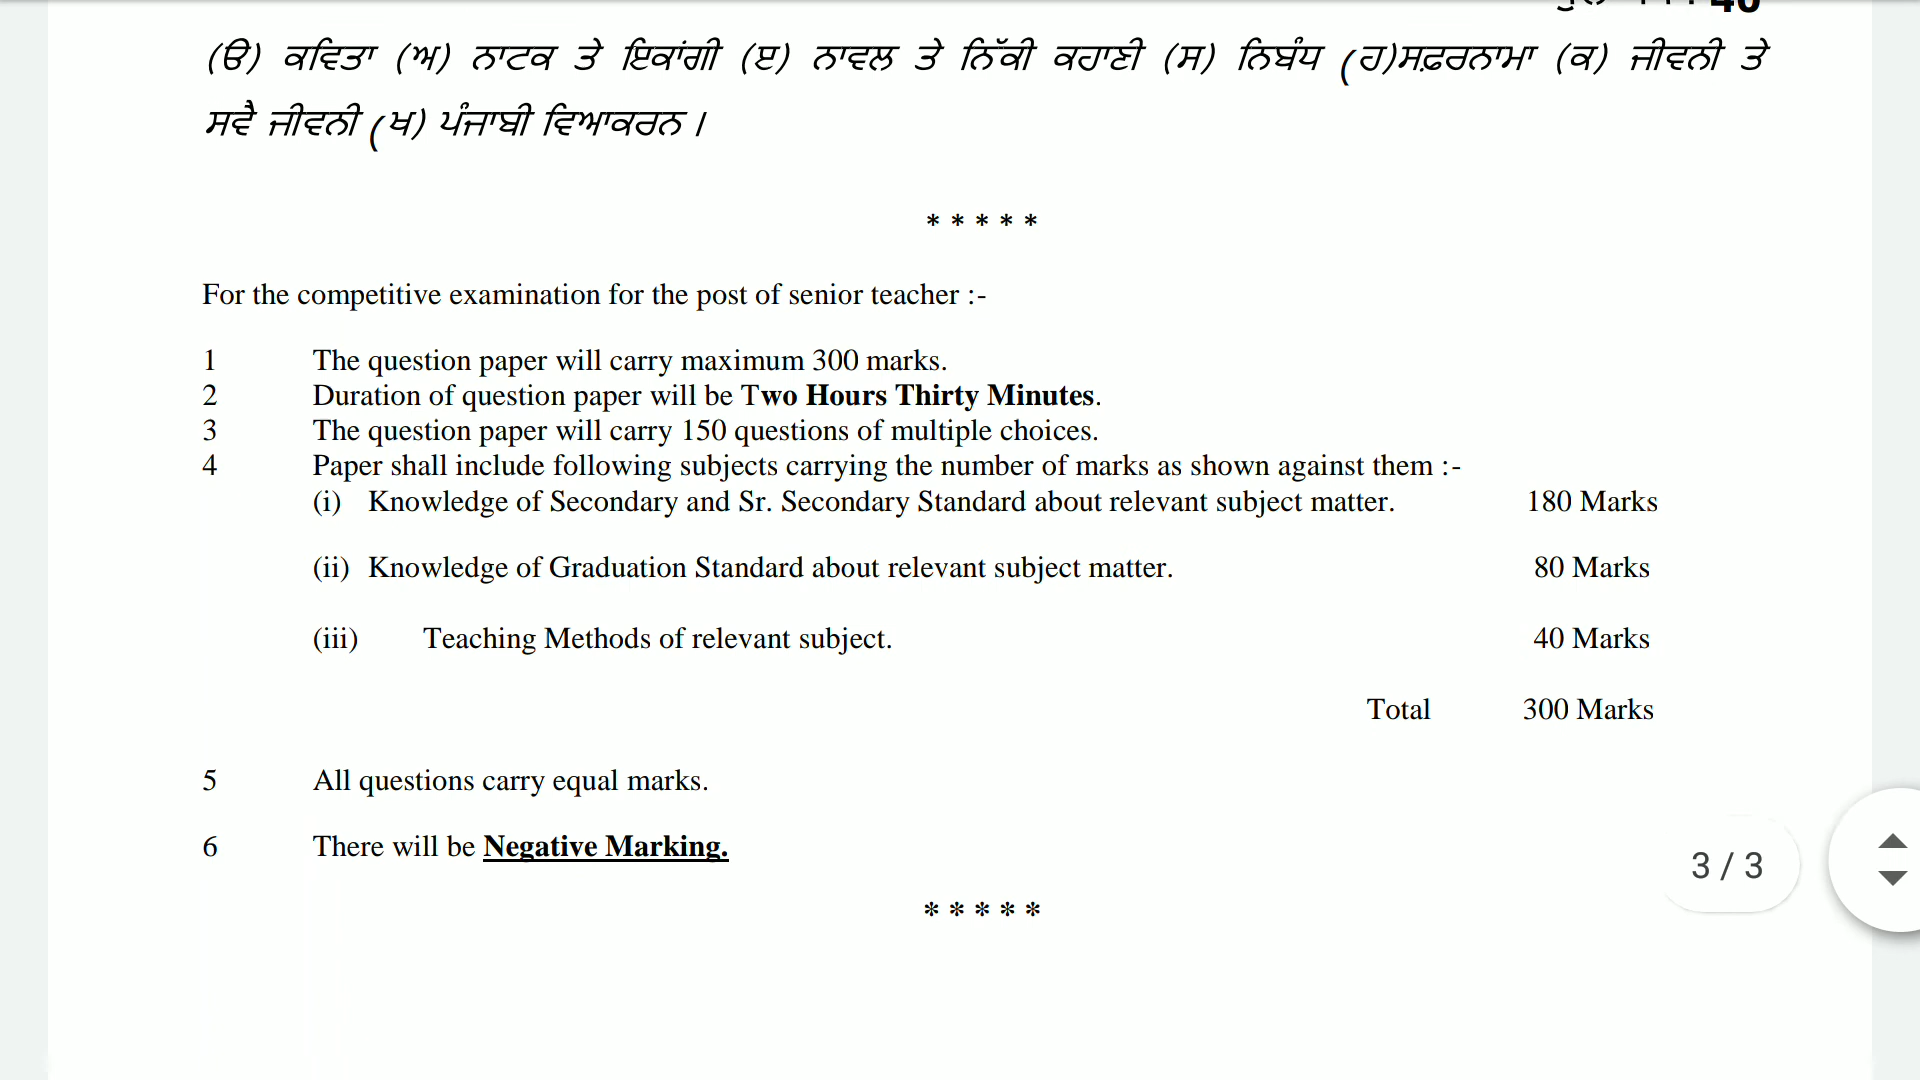 (ੳ) ਕਵਿਤਾ (ਅ) ਨਾਟਕ ਤੇ ਇਕਾਂਗੀ (ੲ) ਨਾਵਲ ਤੇ ਨਿੱਕੀ ਕਹਾਣੀ (ਸ) ਨਿਬੰਧ (ਹ)ਸਫ਼ਰਨਾਮਾ (ਕ) ਜੀਵਨੀ ਤੇ
ਸਵੈ ਜੀਵਨੀ (ਖ) ਪੰਜਾਬੀ ਵਿਆਕਰਨ ।
* * * * *
For the competitive examination for the post of senior teacher :-
1 The question paper will carry maximum 300 marks.
2 Duration of question paper will be Two Hours Thirty Minutes.
3 The question paper will carry 150 questions of multiple choices.
4 Paper shall include following subjects carrying the number of marks as shown against them :-
(i) Knowledge of Secondary and Sr. Secondary Standard about relevant subject matter. 180 Marks
(ii) Knowledge of Graduation Standard about relevant subject matter. 80 Marks
(iii) Teaching Methods of relevant subject. 40 Marks
Total 300 Marks
5 All questions carry equal marks.
6 There will be Negative Marking.
3 / 3
* * * * *